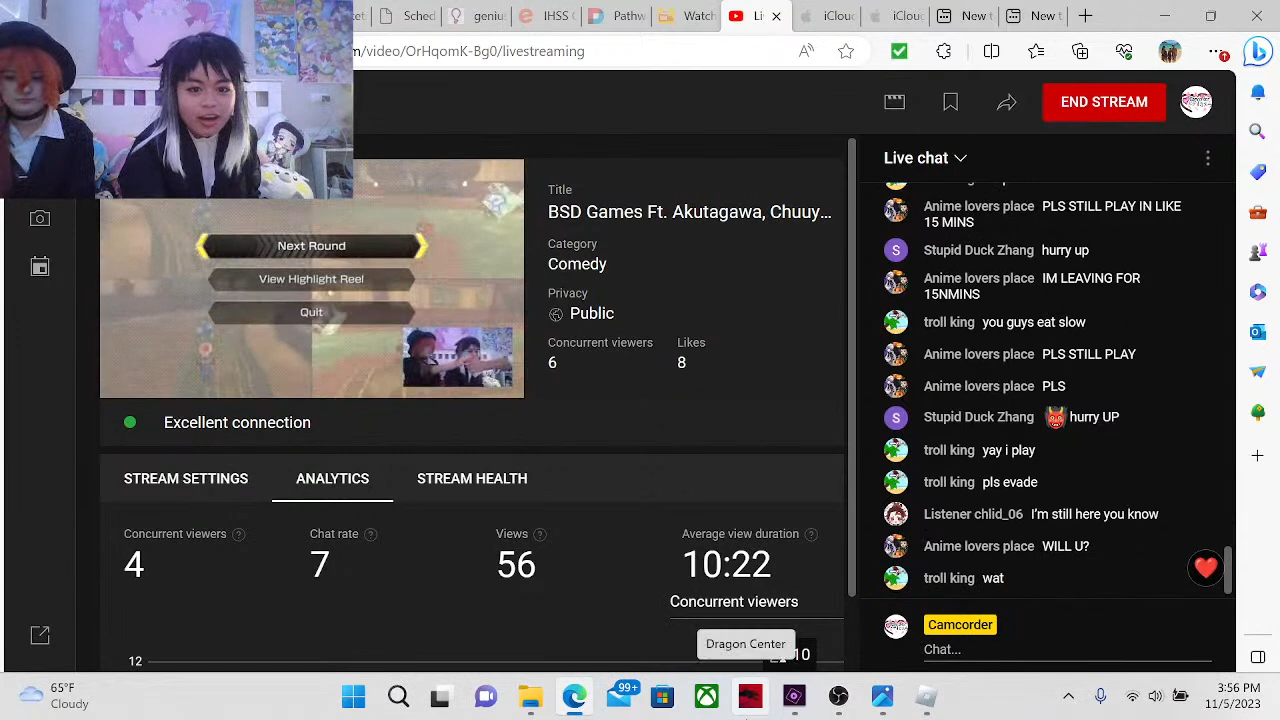 ket
Sched
genius
IHSS C
Pathw
Watch
Li
iCloud
iCloud
New t
New t
m/video/OrHqomK-Bg0/livestreaming
END STREAM
Next Round
View Highlight Reel
Quit
Title
BSD Games Ft. Akutagawa, Chuuy...
Category
Comedy
Privacy
Public
Concurrent viewers
Likes
6
8
Excellent connection
STREAM SETTINGS
ANALYTICS
STREAM HEALTH
Concurrent viewers
4
Chat rate
7
Views
56
Average view duration
10:22
Concurrent viewers
Dragon Center
10
12
Live chat
Anime lovers place PLS STILL PLAY IN LIKE
15 MINS
S
Stupid Duck Zhang hurry up
Anime lovers place IM LEAVING FOR
15NMINS
troll king you guys eat slow
Anime lovers place PLS STILL PLAY
Anime lovers place PLS
S
Stupid Duck Zhang hurry UP
troll king yay i play
troll king pls evade
Listener chlid_06 I'm still here you know
Anime lovers place WILL U?
troll king wat
Camcorder
Chat...
65°F
Cloudy
99+
3:56 PM
11/5/2023